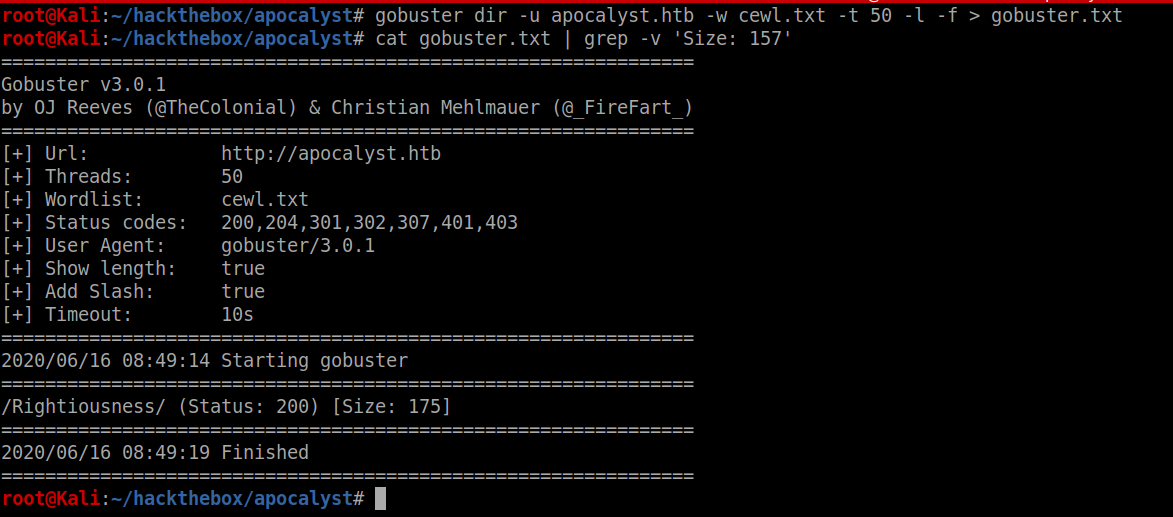 root@Kali:~/hackthebox/apocalyst# gobuster dir -u apocalyst.htb -w cewl.txt -t 50 -l -f > gobuster.txt
root@Kali:~/hackthebox/apocalyst# cat gobuster.txt | grep -v 'Size: 157'
===============================================================
Gobuster v3.0.1
by OJ Reeves (@TheColonial) & Christian Mehlmauer (@_FireFart_)
===============================================================
[+] Url:            http://apocalyst.htb
[+] Threads:        50
[+] Wordlist:       cewl.txt
[+] Status codes:   200,204,301,302,307,401,403
[+] User Agent:     gobuster/3.0.1
[+] Show length:    true
[+] Add Slash:      true
[+] Timeout:        10s
===============================================================
2020/06/16 08:49:14 Starting gobuster
===============================================================
/Rightiousness/ (Status: 200) [Size: 175]
===============================================================
2020/06/16 08:49:19 Finished
===============================================================
root@Kali:~/hackthebox/apocalyst#